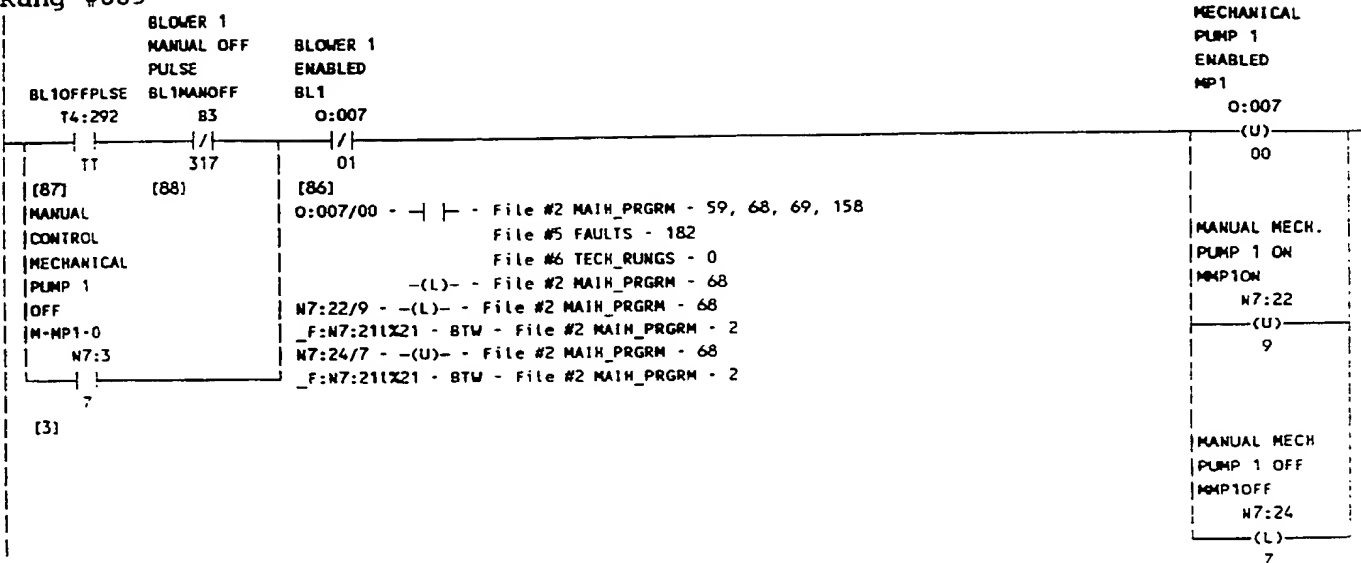 Rung #069
BLOWER 1
MANUAL OFF
PULSE
BL1MANOFF
B3
317
[88]
BL1OFFPLSE
T4:292
TT
[87]
BLOWER 1
ENABLED
BL1
O:007
01
[86]
MECHANICAL
PUMP 1
ENABLED
MP1
O:007
(U)
00
MANUAL
CONTROL
MECHANICAL
PUMP 1
OFF
M-MP1-0
N7:3
7
[3]
O:007/00 - -| |- - File #2 MAIN_PRGRM - 59, 68, 69, 158
File #5 FAULTS - 182
File #6 TECH_RUNGS - 0
-(L)- - File #2 MAIN_PRGRM - 68
N7:22/9 - -(L)- - File #2 MAIN_PRGRM - 68
_F:N7:211%21 - BTW - File #2 MAIN_PRGRM - 2
N7:24/7 - -(U)- - File #2 MAIN_PRGRM - 68
_F:N7:211%21 - BTW - File #2 MAIN_PRGRM - 2
MANUAL MECH.
PUMP 1 ON
MMP1ON
N7:22
(U)
9
MANUAL MECH
PUMP 1 OFF
MMP1OFF
N7:24
(L)
7